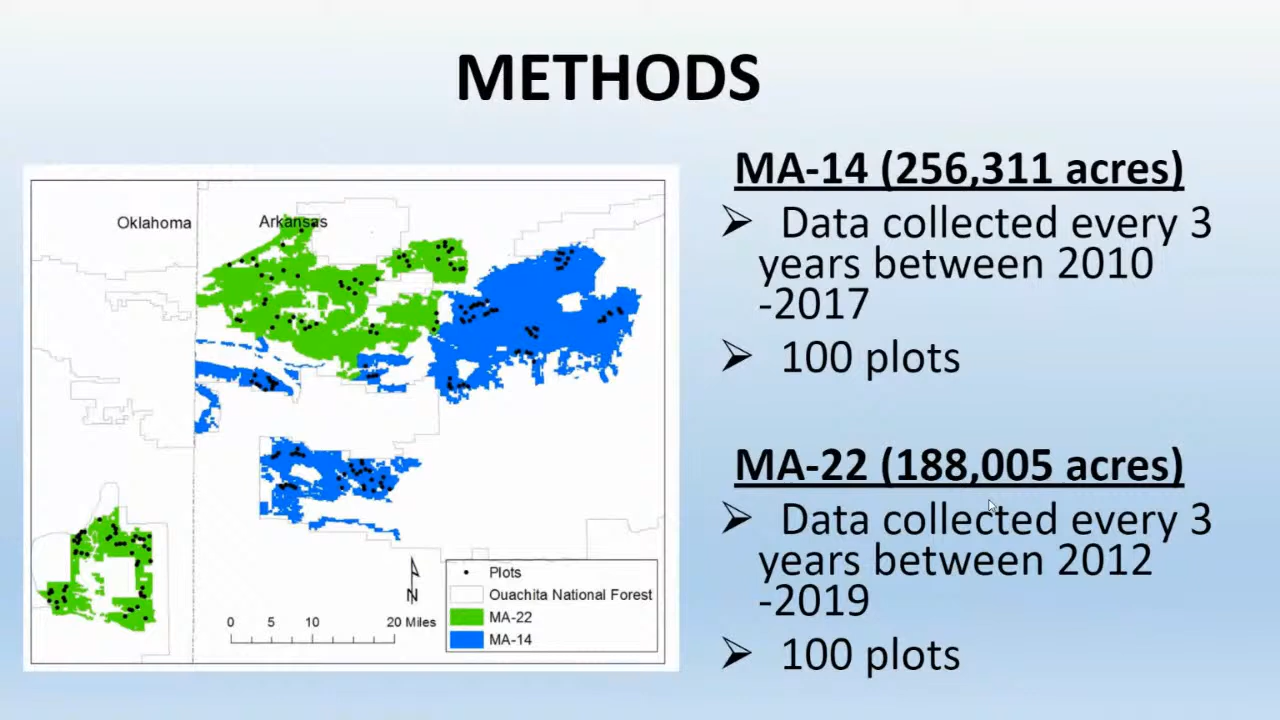 METHODS
Oklahoma
Arkansas
Plots
Ouachita National Forest
MA-22
MA-14
N
0 5 10 20 Miles
MA-14 (256,311 acres)
➢ Data collected every 3
years between 2010
-2017
➢ 100 plots
MA-22 (188,005 acres)
➢ Data collected every 3
years between 2012
-2019
➢ 100 plots